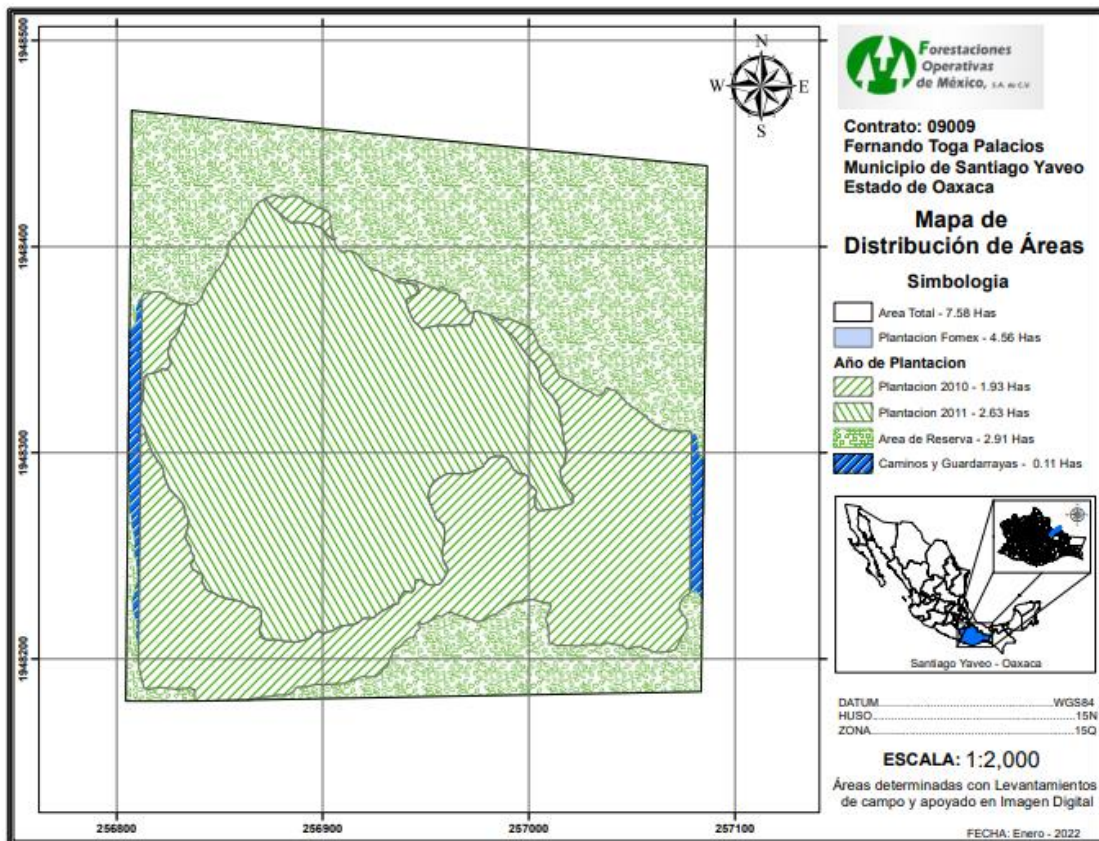 1948500
1948400
1948300
1948200
256800
256900
257000
257100
N
W
E
S
Forestaciones
Operativas
de México, S.A. de C.V.
Contrato: 09009
Fernando Toga Palacios
Municipio de Santiago Yaveo
Estado de Oaxaca
Mapa de
Distribución de Áreas
Simbologia
Area Total - 7.58 Has
Plantacion Fomex - 4.56 Has
Año de Plantacion
Plantacion 2010 - 1.93 Has
Plantacion 2011 - 2.63 Has
Area de Reserva - 2.91 Has
Caminos y Guardarrayas - 0.11 Has
Santiago Yaveo - Oaxaca
DATUM........WGS84
HUSO........15N
ZONA........15Q
ESCALA: 1:2,000
Áreas determinadas con Levantamientos
de campo y apoyado en Imagen Digital
FECHA: Enero - 2022